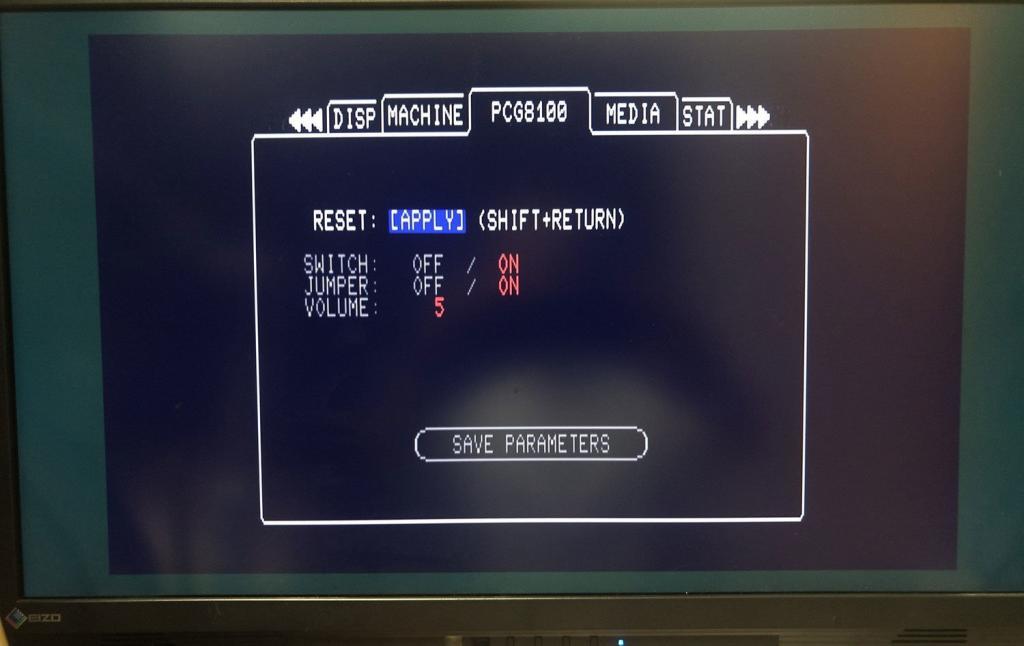 DISP MACHINE PCG8100 MEDIA STAT
RESET: [APPLY] (SHIFT+RETURN)
SWITCH: OFF / ON
JUMPER: OFF / ON
VOLUME: 5
SAVE PARAMETERS
EIZO